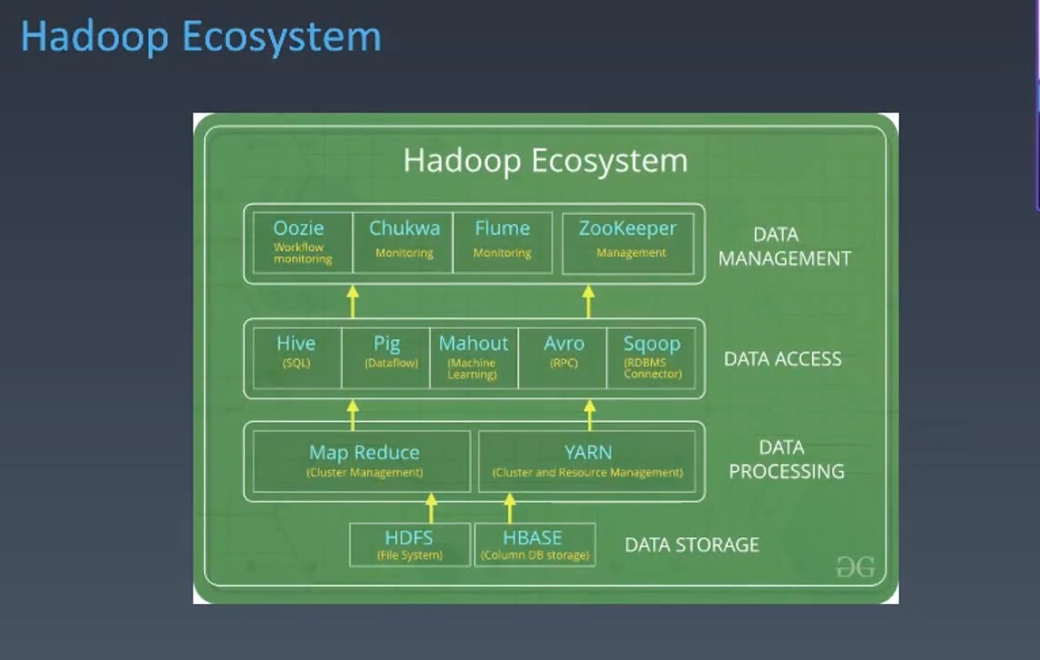 Hadoop Ecosystem
Hadoop Ecosystem
Oozie
Workflow
monitoring
Chukwa
Monitoring
Flume
Monitoring
ZooKeeper
Management
DATA
MANAGEMENT
Hive
(SQL)
Pig
(Dataflow)
Mahout
(Machine
Learning)
Avro
(RPC)
Sqoop
(RDBMS
Connector)
DATA ACCESS
Map Reduce
(Cluster Management)
YARN
(Cluster and Resource Management)
DATA
PROCESSING
HDFS
(File System)
HBASE
(Column DB storage)
DATA STORAGE